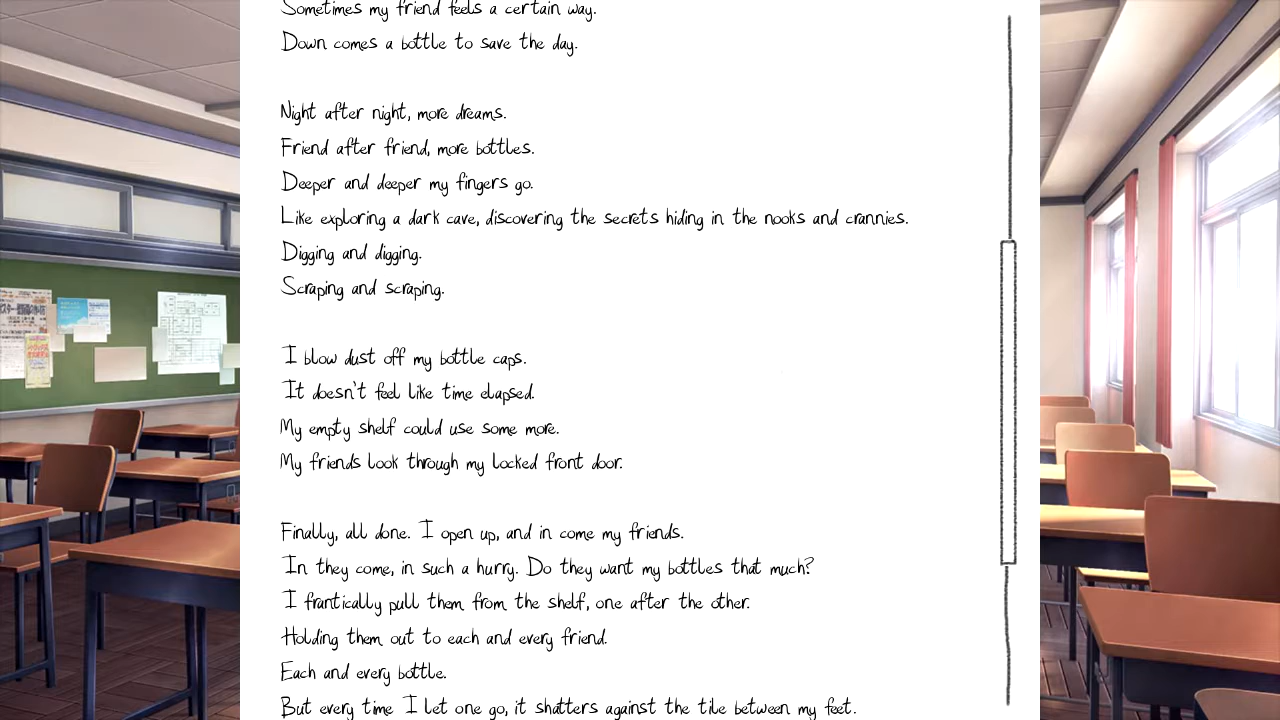 Sometimes my friend feels a certain way.
Down comes a bottle to save the day.
Night after night, more dreams.
Friend after friend, more bottles.
Deeper and deeper my fingers go.
Like exploring a dark cave, discovering the secrets hiding in the nooks and crannies.
Digging and digging.
Scraping and scraping.
I blow dust off my bottle caps.
It doesn't feel like time elapsed.
My empty shelf could use some more.
My friends look through my locked front door.
Finally, all done. I open up, and in come my friends.
In they come, in such a hurry. Do they want my bottles that much?
I frantically pull them from the shelf, one after the other.
Holding them out to each and every friend.
Each and every bottle.
But every time I let one go, it shatters against the tile between my feet.